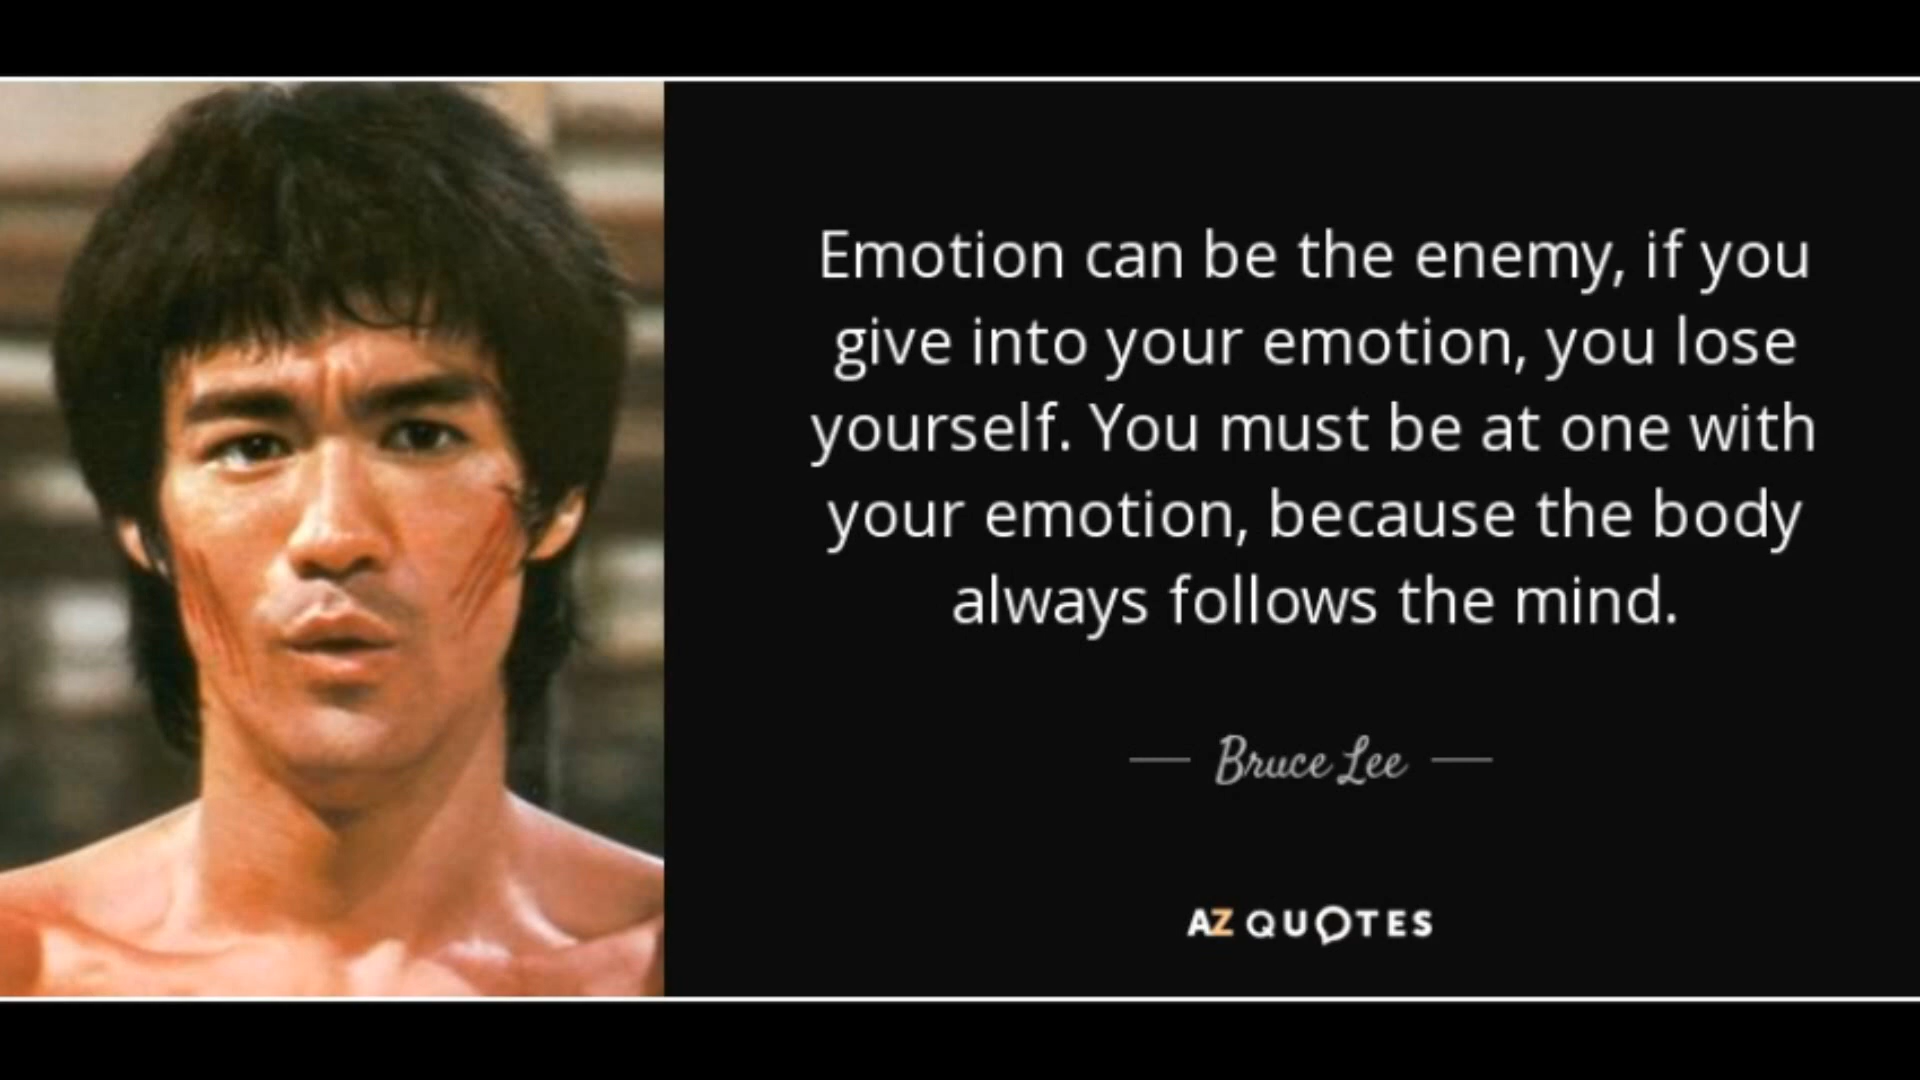 Emotion can be the enemy, if you
give into your emotion, you lose
yourself. You must be at one with
your emotion, because the body
always follows the mind.
Bruce Lee
AZ QUOTES